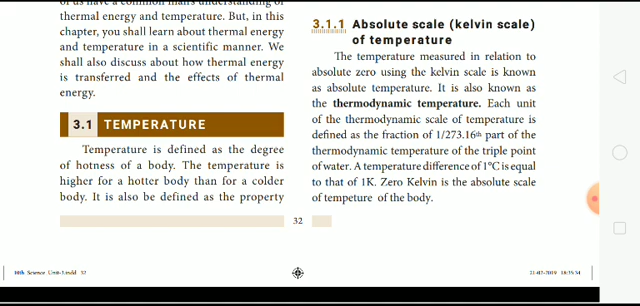 thermal energy and temperature. But, in this
chapter, you shall learn about thermal energy
and temperature in a scientific manner. We
shall also discuss about how thermal energy
is transferred and the effects of thermal
energy.
3.1 TEMPERATURE
Temperature is defined as the degree
of hotness of a body. The temperature is
higher for a hotter body than for a colder
body. It is also be defined as the property
3.1.1 Absolute scale (kelvin scale)
of temperature
The temperature measured in relation to
absolute zero using the kelvin scale is known
as absolute temperature. It is also known as
the thermodynamic temperature. Each unit
of the thermodynamic scale of temperature is
defined as the fraction of 1/273.16th part of the
thermodynamic temperature of the triple point
of water. A temperature difference of 1°C is equal
to that of 1K. Zero Kelvin is the absolute scale
of tempeture of the body.
32